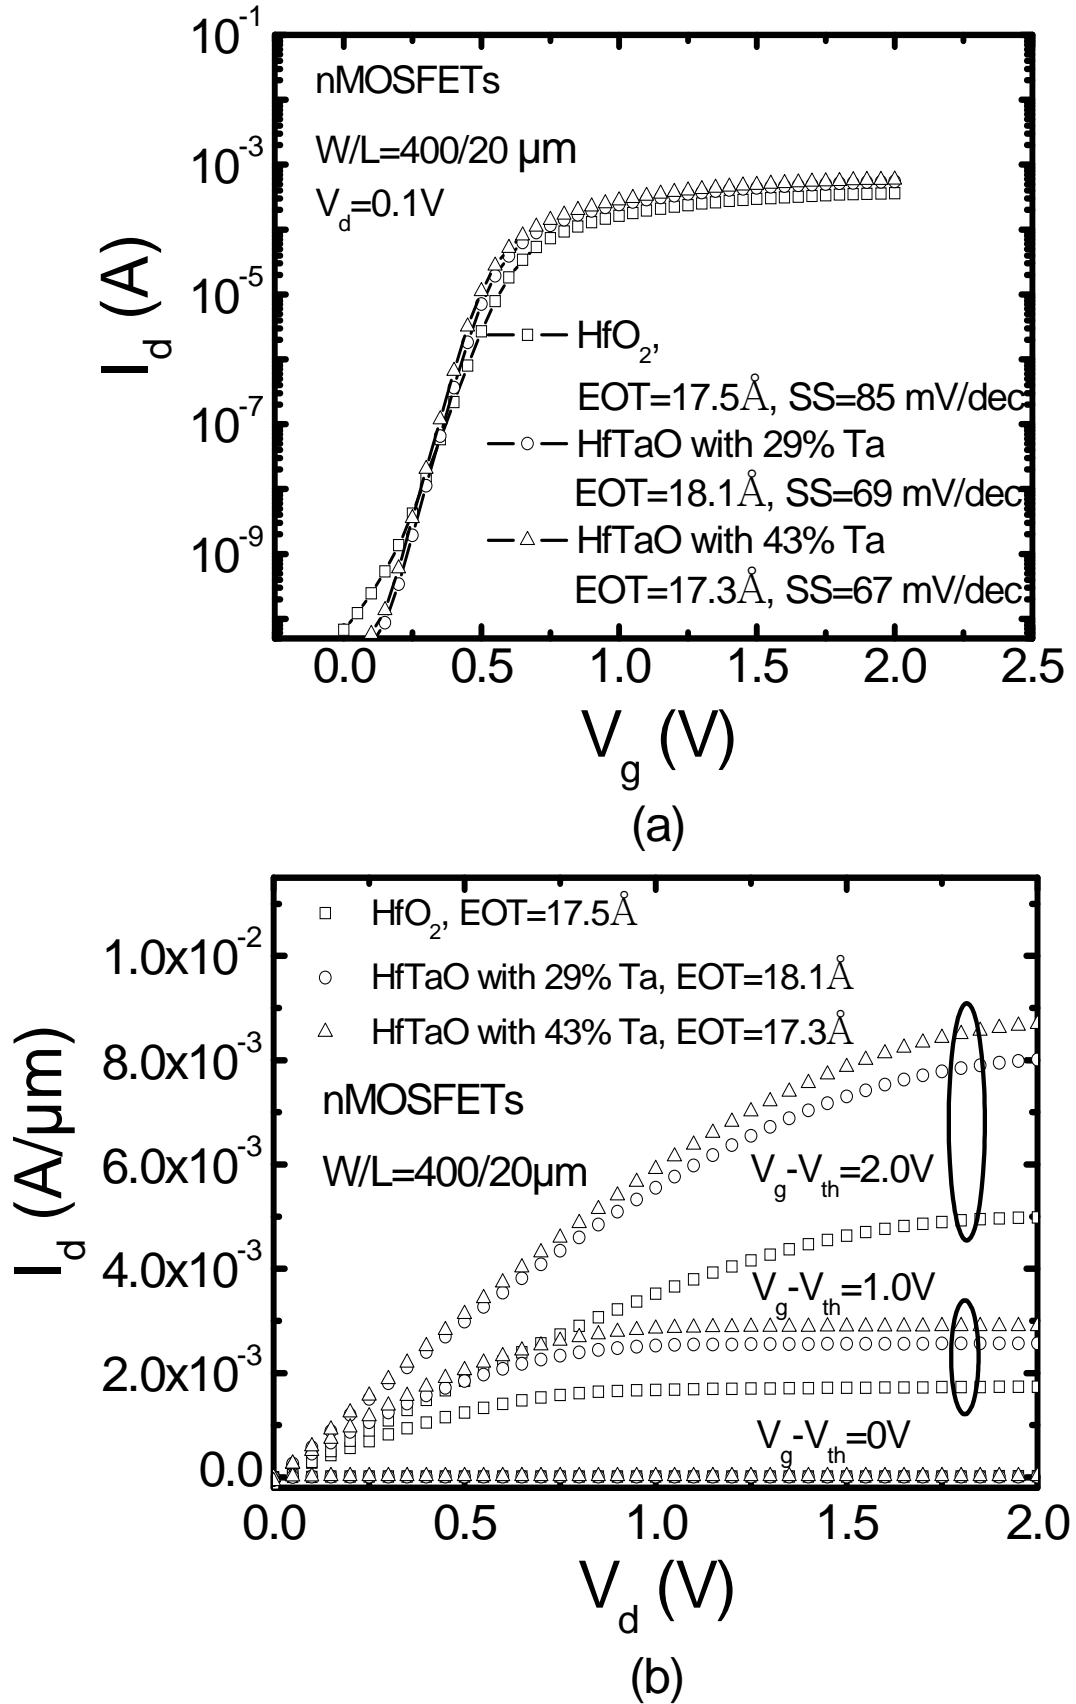 10⁻¹
nMOSFETs
W/L=400/20 µm
V_d=0.1V
10⁻³
10⁻⁵
10⁻⁷
10⁻⁹
I_d (A)
HfO₂,
EOT=17.5Å, SS=85 mV/dec
HfTaO with 29% Ta
EOT=18.1Å, SS=69 mV/dec
HfTaO with 43% Ta
EOT=17.3Å, SS=67 mV/dec
0.0 0.5 1.0 1.5 2.0 2.5
V_g (V)
(a)
HfO₂, EOT=17.5Å
HfTaO with 29% Ta, EOT=18.1Å
HfTaO with 43% Ta, EOT=17.3Å
nMOSFETs
W/L=400/20µm
1.0x10⁻²
8.0x10⁻³
6.0x10⁻³
4.0x10⁻³
2.0x10⁻³
0.0
I_d (A/µm)
V_g-V_th=2.0V
V_g-V_th=1.0V
V_g-V_th=0V
0.0 0.5 1.0 1.5 2.0
V_d (V)
(b)